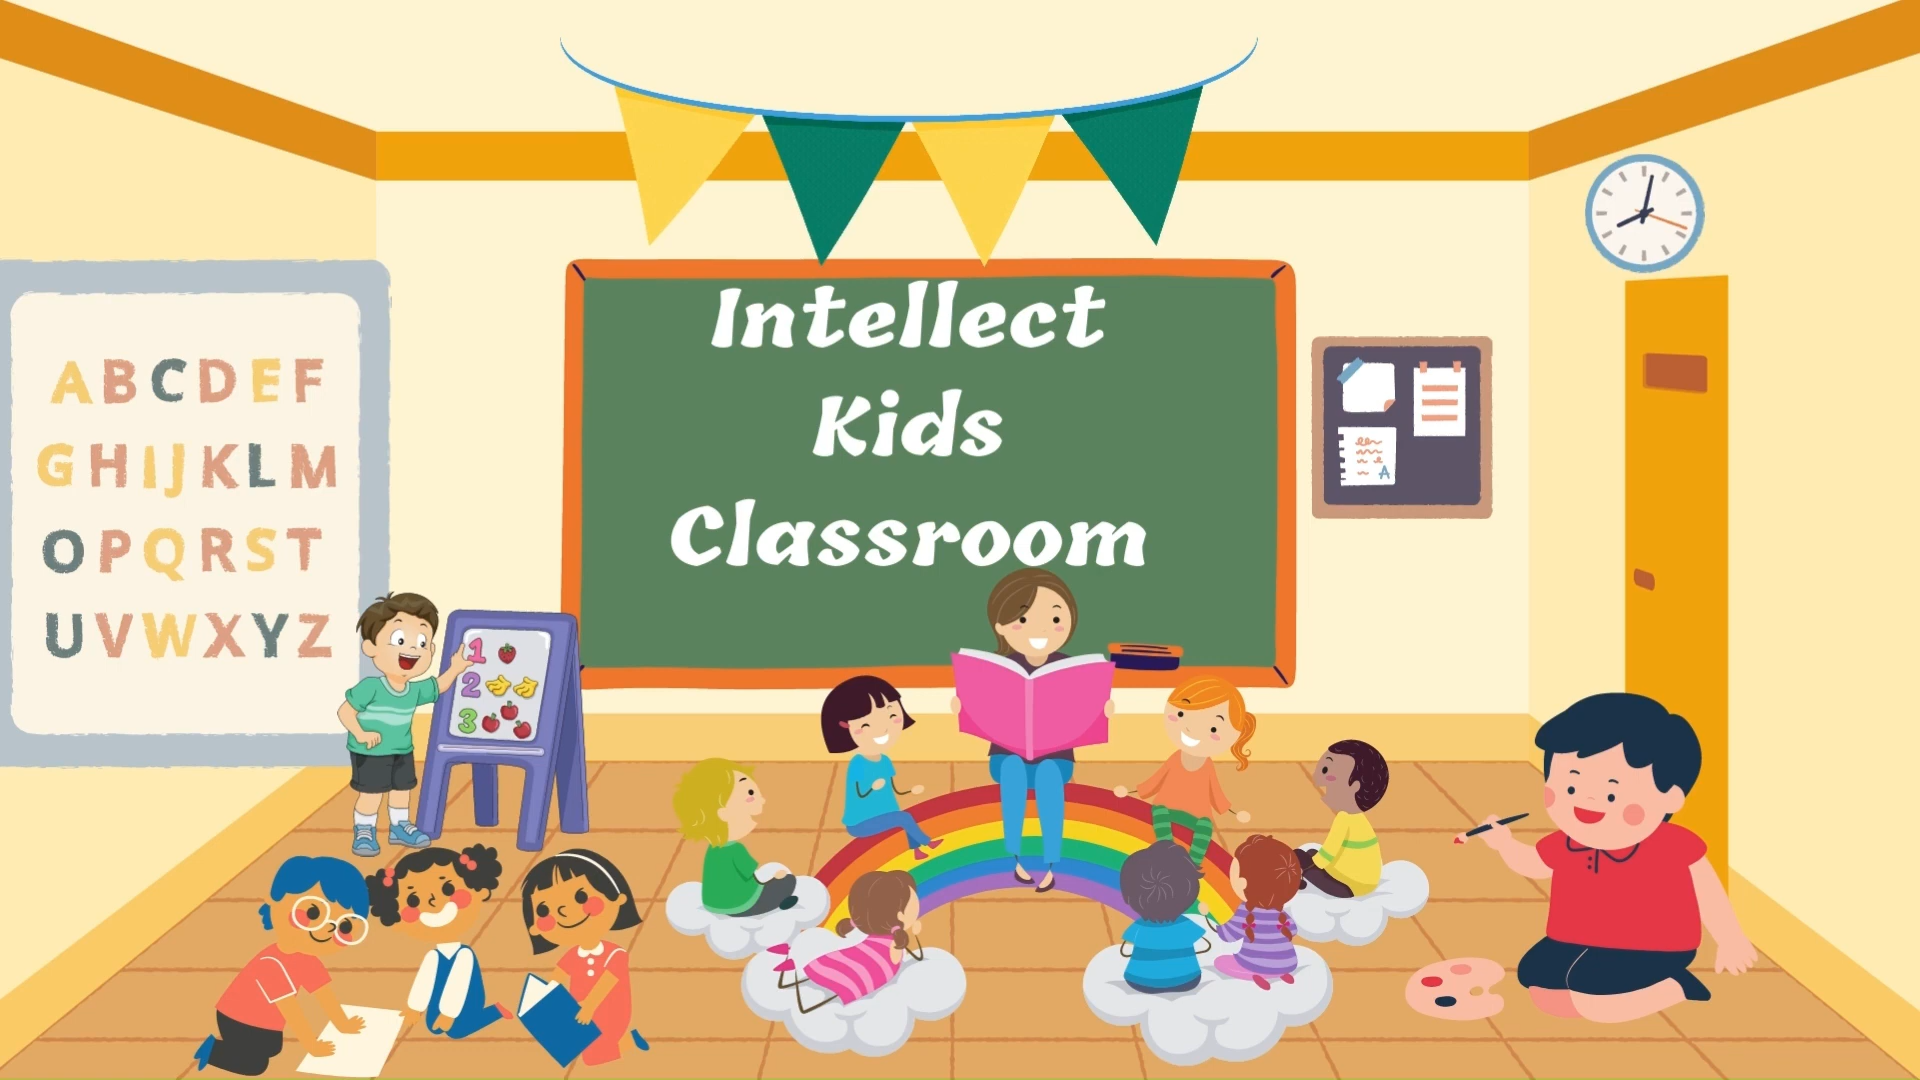 Intellect
Kids
Classroom
ABCDEF
GHIJKLM
OPQRST
UVWXYZ
1
2
3
A